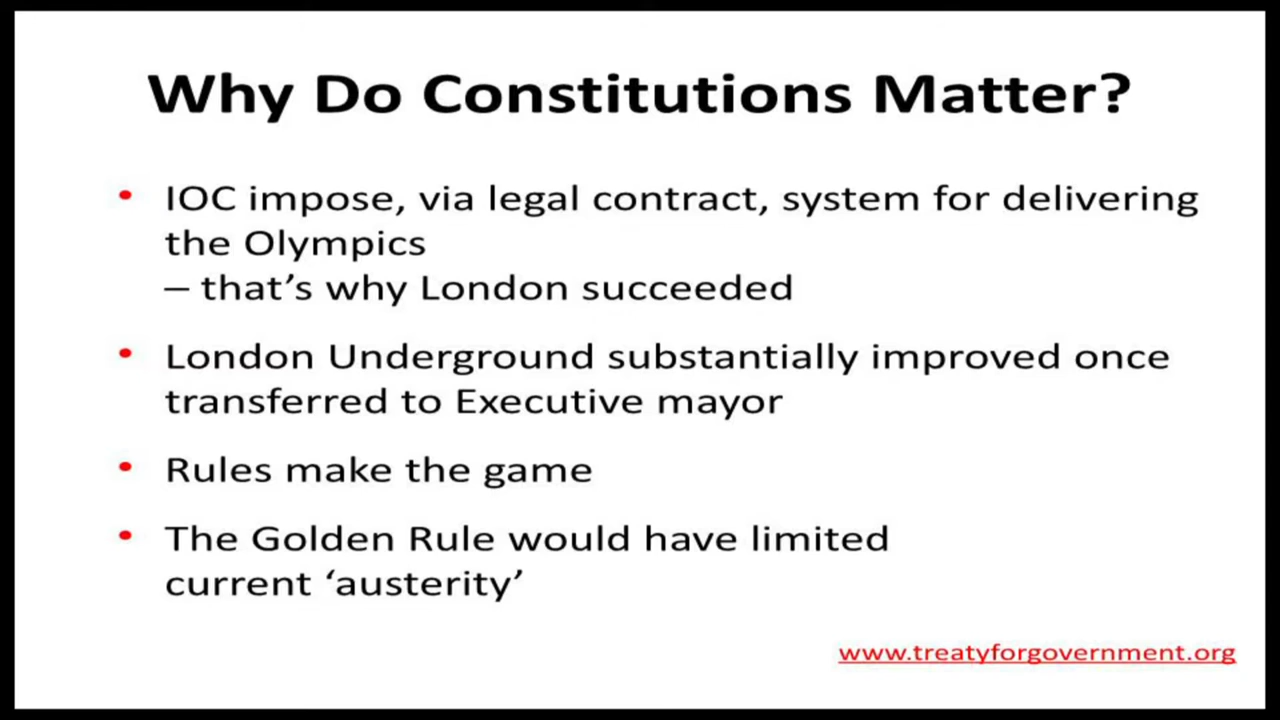 Why Do Constitutions Matter?
• IOC impose, via legal contract, system for delivering
the Olympics
– that’s why London succeeded
• London Underground substantially improved once
transferred to Executive mayor
• Rules make the game
• The Golden Rule would have limited
current ‘austerity’
www.treatyforgovernment.org